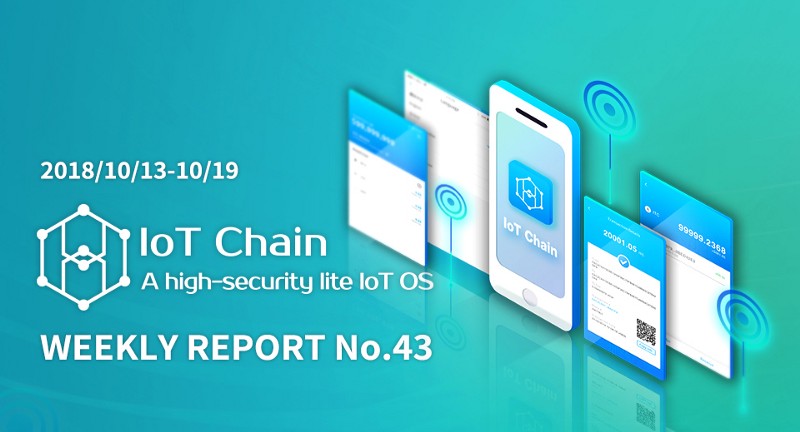 2018/10/13-10/19
IoT Chain
A high-security lite IoT OS
WEEKLY REPORT No.43
IoT Chain
20091.05
99999.2368